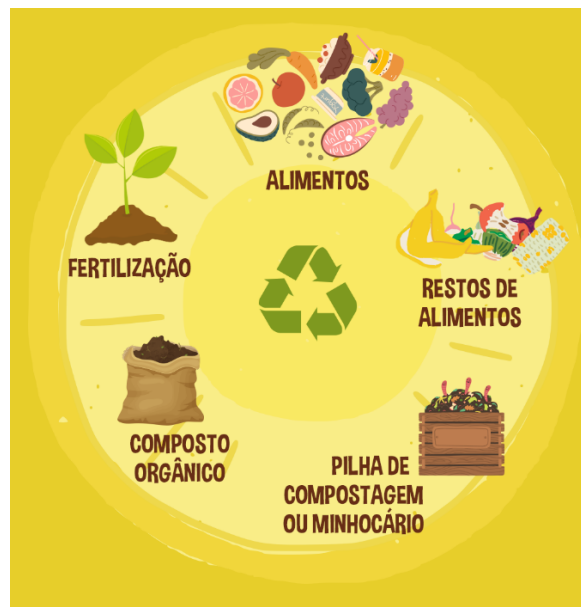 ALIMENTOS
RESTOS DE
ALIMENTOS
PILHA DE
COMPOSTAGEM
OU MINHOCÁRIO
COMPOSTO
ORGÂNICO
FERTILIZAÇÃO